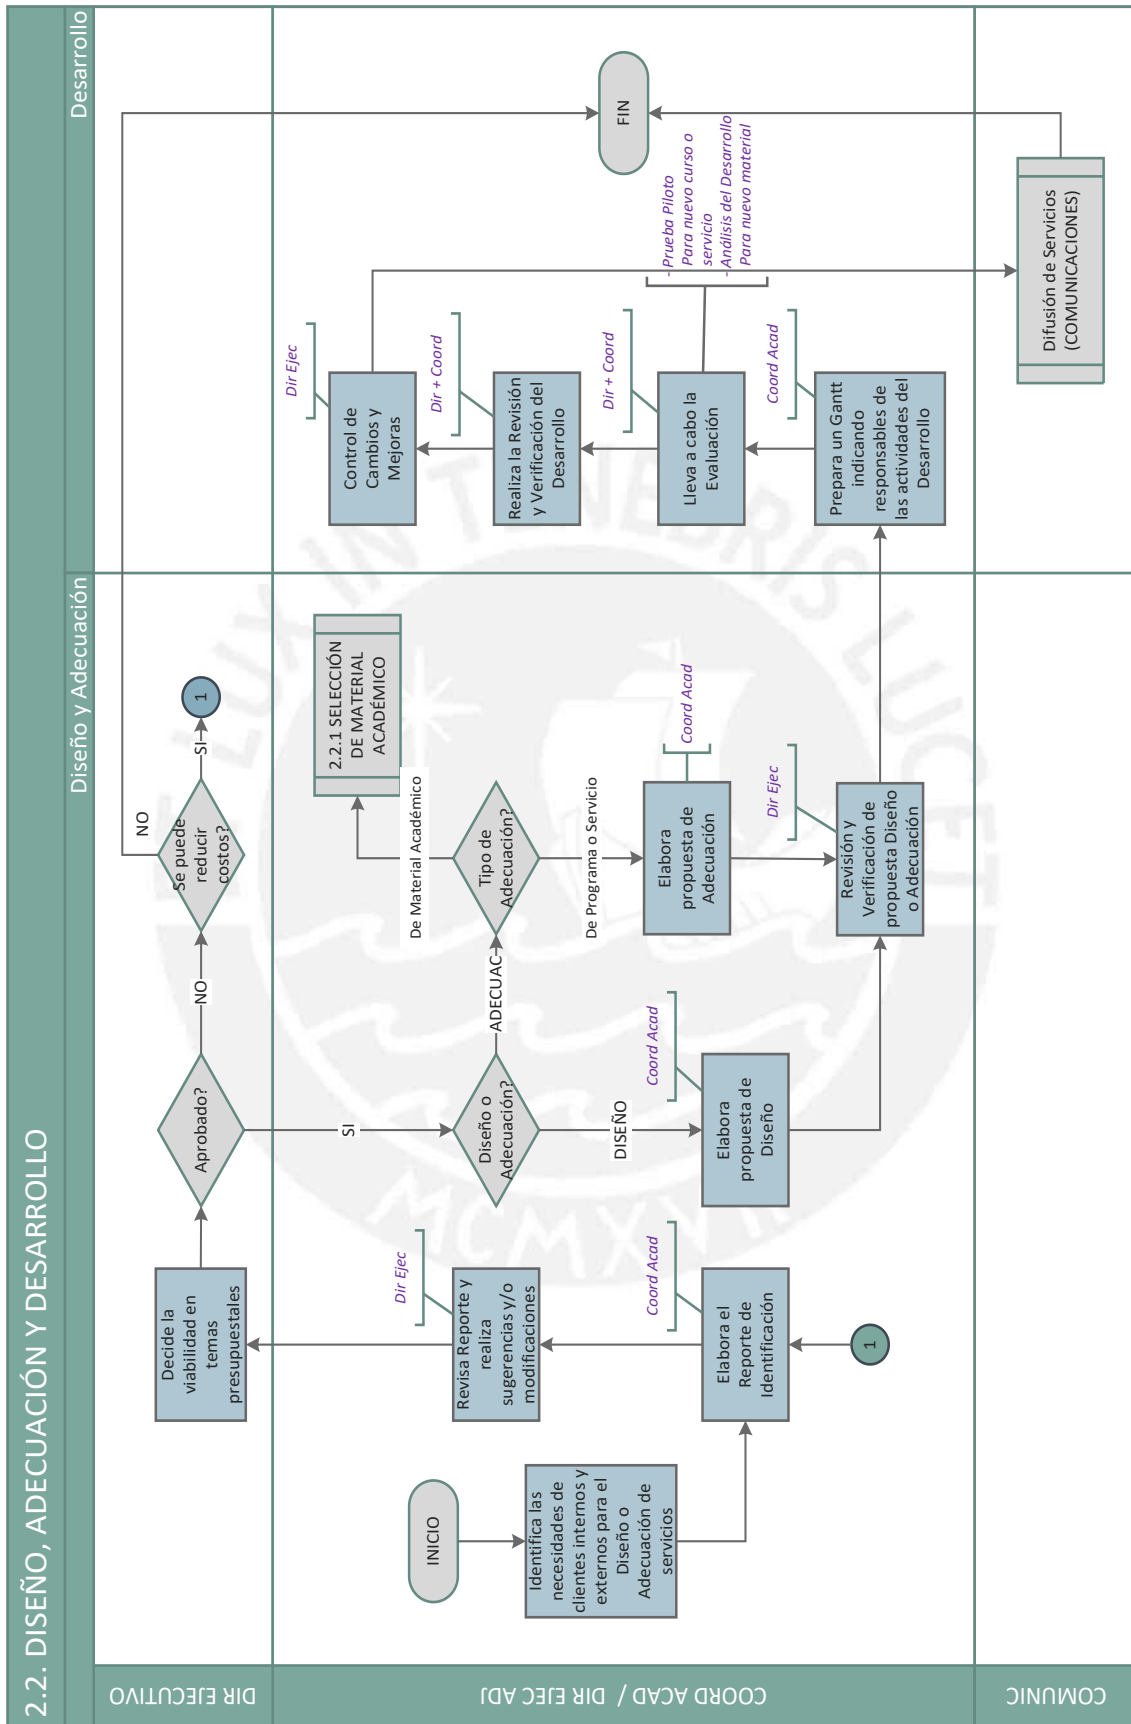 2.2. DISEÑO, ADECUACIÓN Y DESARROLLO
Diseño y Adecuación
Desarrollo
DIR EJECUTIVO
Decide la
viabilidad en
temas
presupuestales
Aprobado?
NO
SI
Se puede
reducir
costos?
NO
SI
1
COORD ACAD / DIR EJEC ADJ
INICIO
Identifica las
necesidades de
clientes internos y
externos para el
Diseño o
Adecuación de
servicios
Elabora el
Reporte de
Identificación
Coord Acad
1
Revisa Reporte y
realiza
sugerencias y/o
modificaciones
Dir Ejec
Diseño o
Adecuación?
ADECUAC
DISEÑO
Elabora
propuesta de
Diseño
Coord Acad
Tipo de
Adecuación?
De Material Académico
2.2.1 SELECCIÓN
DE MATERIAL
ACADÉMICO
De Programa o Servicio
Elabora
propuesta de
Adecuación
Coord Acad
Revisión y
Verificación de
propuesta Diseño
o Adecuación
Dir Ejec
Prepara un Gantt
indicando
responsables de
las actividades del
Desarrollo
Coord Acad
Lleva a cabo la
Evaluación
Dir + Coord
- Prueba Piloto
Para nuevo curso o
servicio
- Análisis del Desarrollo
Para nuevo material
Realiza la Revisión
y Verificación del
Desarrollo
Dir + Coord
Control de
Cambios y
Mejoras
Dir Ejec
FIN
COMUNIC
Difusión de Servicios
(COMUNICACIONES)
ET LUX IN TENEBRIS LUCET